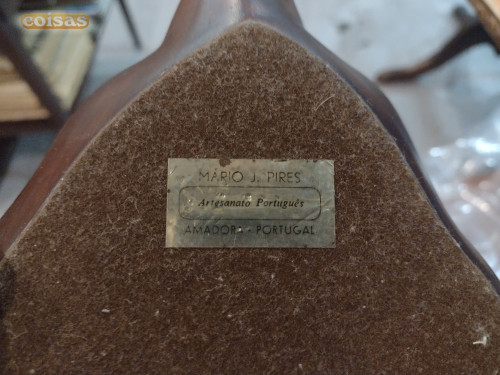 coisas
MÁRIO J. PIRES
Artesanato Português
AMADORA - PORTUGAL